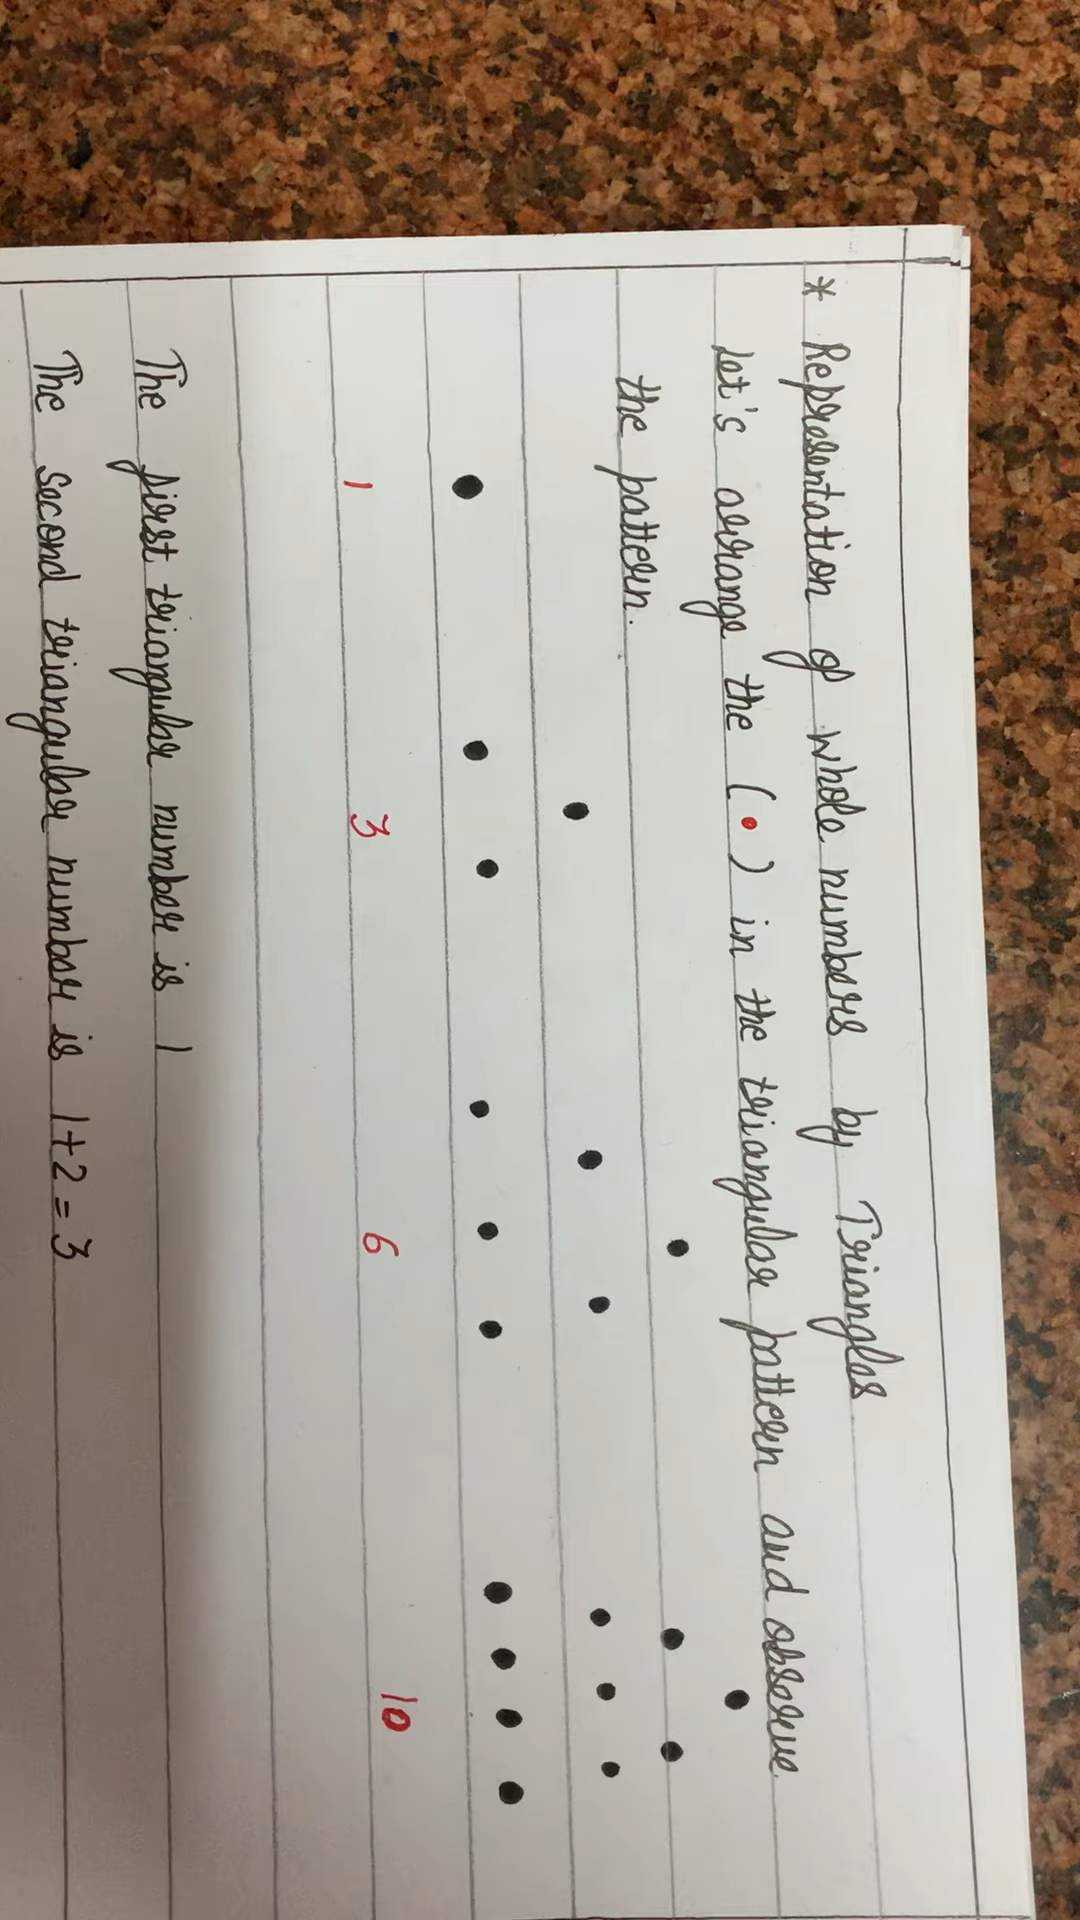 * Representation of whole numbers by Triangles
Let's arrange the (•) in the triangular pattern and observe
the pattern.
1 3 6 10
The first triangular number is 1
The second triangular number is 1+2=3